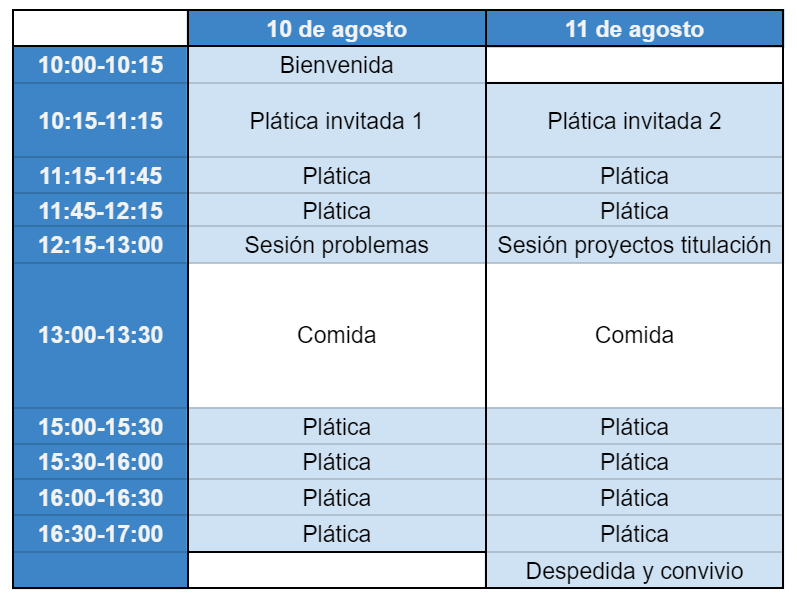 10 de agosto 11 de agosto
10:00-10:15 Bienvenida
10:15-11:15 Plática invitada 1 Plática invitada 2
11:15-11:45 Plática Plática
11:45-12:15 Plática Plática
12:15-13:00 Sesión problemas Sesión proyectos titulación
13:00-13:30 Comida Comida
15:00-15:30 Plática Plática
15:30-16:00 Plática Plática
16:00-16:30 Plática Plática
16:30-17:00 Plática Plática
Despedida y convivio